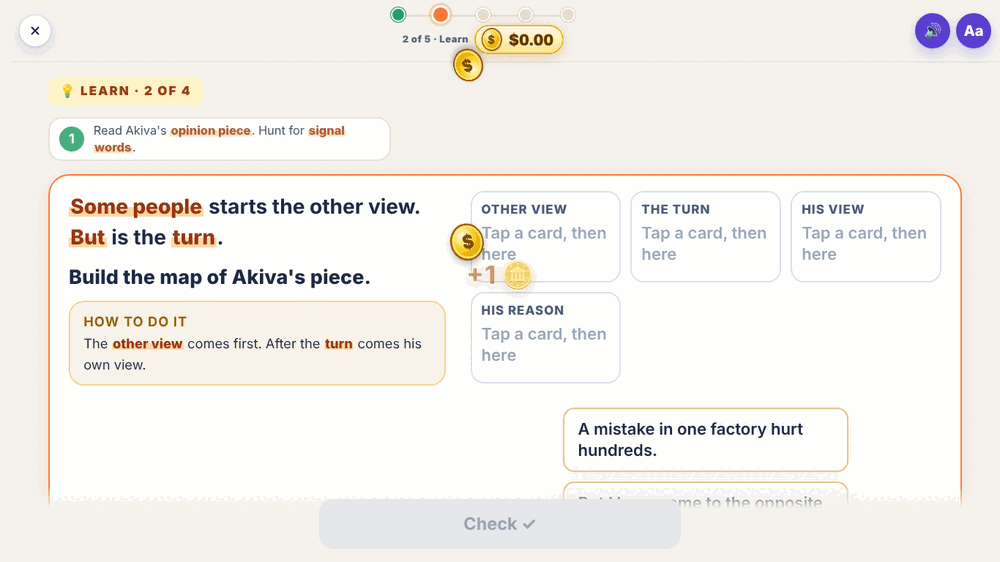 2 of 5 · Learn
$0.00
Aa
💡 LEARN · 2 OF 4
1
Read Akiva's opinion piece. Hunt for signal
words.
Some people starts the other view.
But is the turn.
Build the map of Akiva's piece.
HOW TO DO IT
The other view comes first. After the turn comes his
own view.
OTHER VIEW
Tap a card, then
here
+1
THE TURN
Tap a card, then
here
HIS VIEW
Tap a card, then
here
HIS REASON
Tap a card, then
here
A mistake in one factory hurt
hundreds.
to the opposite
Check ✓